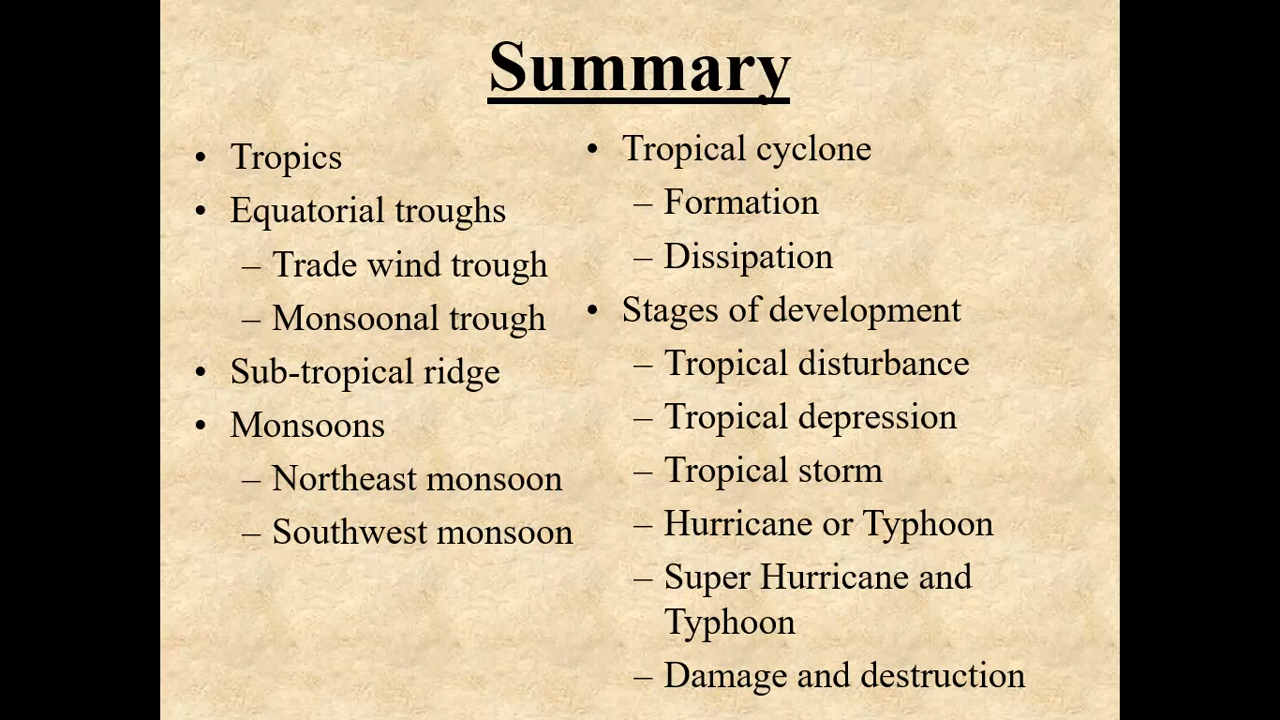 Summary
• Tropics
• Equatorial troughs
– Trade wind trough
– Monsoonal trough
• Sub-tropical ridge
• Monsoons
– Northeast monsoon
– Southwest monsoon
• Tropical cyclone
– Formation
– Dissipation
• Stages of development
– Tropical disturbance
– Tropical depression
– Tropical storm
– Hurricane or Typhoon
– Super Hurricane and
Typhoon
– Damage and destruction